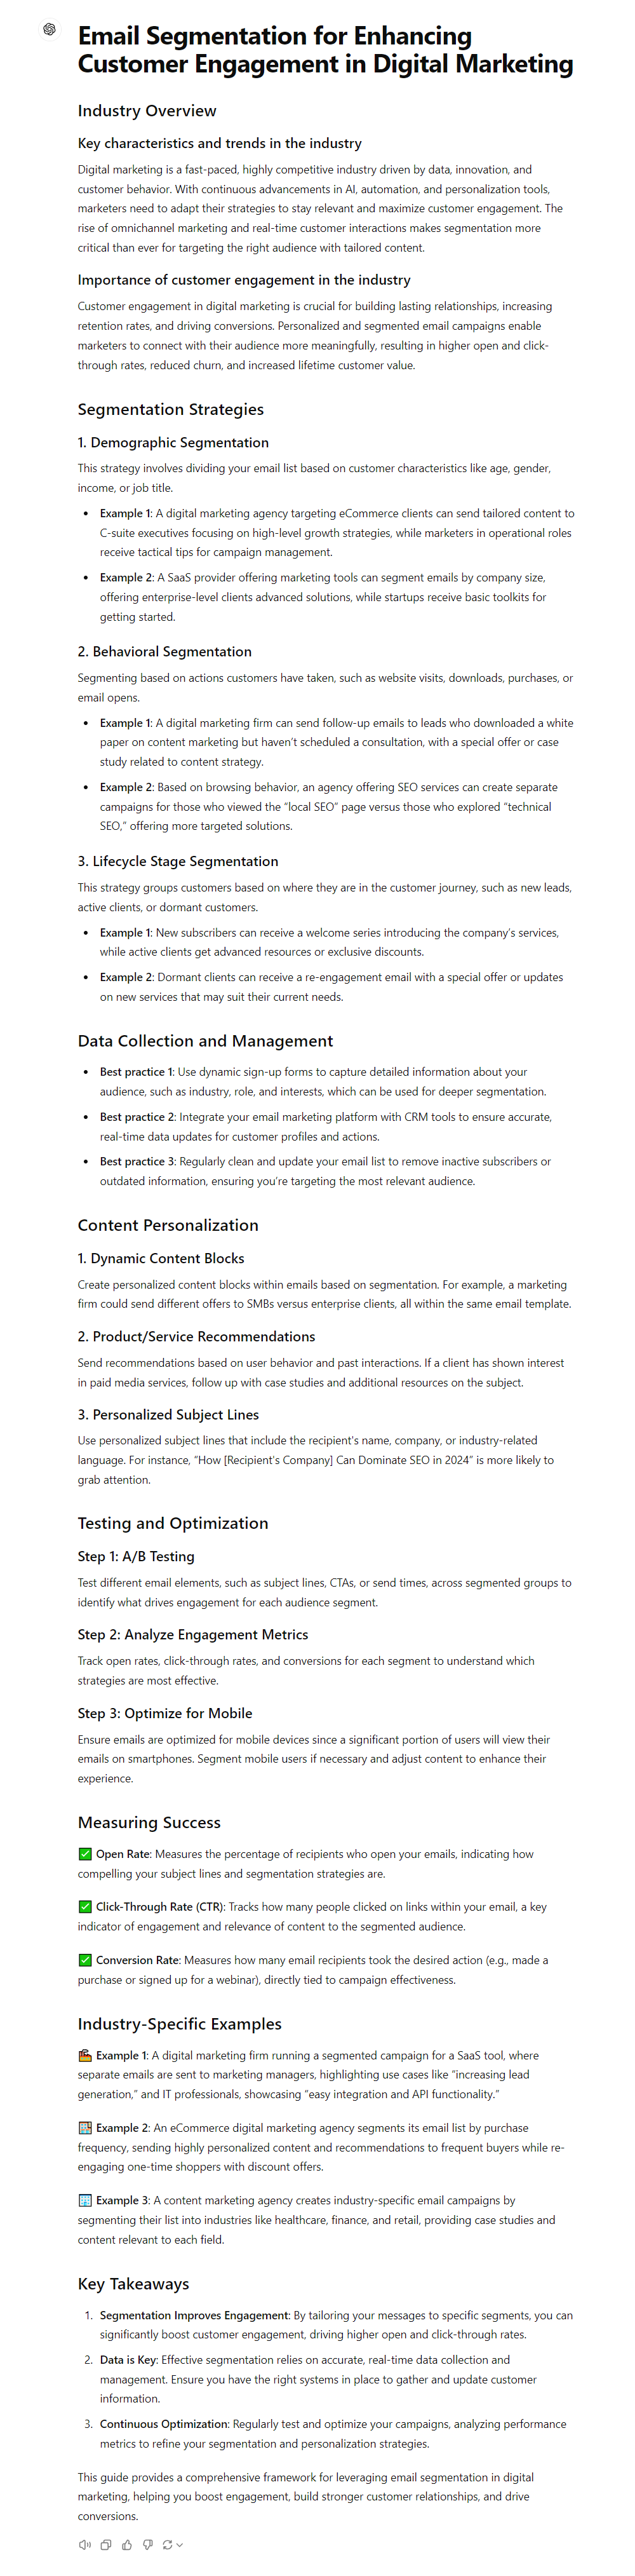 Email Segmentation for Enhancing
Customer Engagement in Digital Marketing
Industry Overview
Key characteristics and trends in the industry
Digital marketing is a fast-paced, highly competitive industry driven by data, innovation, and
customer behavior. With continuous advancements in AI, automation, and personalization tools,
marketers need to adapt their strategies to stay relevant and maximize customer engagement. The
rise of omnichannel marketing and real-time customer interactions makes segmentation more
critical than ever for targeting the right audience with tailored content.
Importance of customer engagement in the industry
Customer engagement in digital marketing is crucial for building lasting relationships, increasing
retention rates, and driving conversions. Personalized and segmented email campaigns enable
marketers to connect with their audience more meaningfully, resulting in higher open and click-
through rates, reduced churn, and increased lifetime customer value.
Segmentation Strategies
1. Demographic Segmentation
This strategy involves dividing your email list based on customer characteristics like age, gender,
income, or job title.
• Example 1: A digital marketing agency targeting eCommerce clients can send tailored content to
C-suite executives focusing on high-level growth strategies, while marketers in operational roles
receive tactical tips for campaign management.
• Example 2: A SaaS provider offering marketing tools can segment emails by company size,
offering enterprise-level clients advanced solutions, while startups receive basic toolkits for
getting started.
2. Behavioral Segmentation
Segmenting based on actions customers have taken, such as website visits, downloads, purchases, or
email opens.
• Example 1: A digital marketing firm can send follow-up emails to leads who downloaded a white
paper on content marketing but haven't scheduled a consultation, with a special offer or case
study related to content strategy.
• Example 2: Based on browsing behavior, an agency offering SEO services can create separate
campaigns for those who viewed the "local SEO" page versus those who explored "technical
SEO," offering more targeted solutions.
3. Lifecycle Stage Segmentation
This strategy groups customers based on where they are in the customer journey, such as new leads,
active clients, or dormant customers.
• Example 1: New subscribers can receive a welcome series introducing the company's services,
while active clients get advanced resources or exclusive discounts.
• Example 2: Dormant clients can receive a re-engagement email with a special offer or updates
on new services that may suit their current needs.
Data Collection and Management
• Best practice 1: Use dynamic sign-up forms to capture detailed information about your
audience, such as industry, role, and interests, which can be used for deeper segmentation.
• Best practice 2: Integrate your email marketing platform with CRM tools to ensure accurate,
real-time data updates for customer profiles and actions.
• Best practice 3: Regularly clean and update your email list to remove inactive subscribers or
outdated information, ensuring you're targeting the most relevant audience.
Content Personalization
1. Dynamic Content Blocks
Create personalized content blocks within emails based on segmentation. For example, a marketing
firm could send different offers to SMBs versus enterprise clients, all within the same email template.
2. Product/Service Recommendations
Send recommendations based on user behavior and past interactions. If a client has shown interest
in paid media services, follow up with case studies and additional resources on the subject.
3. Personalized Subject Lines
Use personalized subject lines that include the recipient's name, company, or industry-related
language. For instance, "How [Recipient's Company] Can Dominate SEO in 2024" is more likely to
grab attention.
Testing and Optimization
Step 1: A/B Testing
Test different email elements, such as subject lines, CTAs, or send times, across segmented groups to
identify what drives engagement for each audience segment.
Step 2: Analyze Engagement Metrics
Track open rates, click-through rates, and conversions for each segment to understand which
strategies are most effective.
Step 3: Optimize for Mobile
Ensure emails are optimized for mobile devices since a significant portion of users will view their
emails on smartphones. Segment mobile users if necessary and adjust content to enhance their
experience.
Measuring Success
✅ Open Rate: Measures the percentage of recipients who open your emails, indicating how
compelling your subject lines and segmentation strategies are.
✅ Click-Through Rate (CTR): Tracks how many people clicked on links within your email, a key
indicator of engagement and relevance of content to the segmented audience.
✅ Conversion Rate: Measures how many email recipients took the desired action (e.g., made a
purchase or signed up for a webinar), directly tied to campaign effectiveness.
Industry-Specific Examples
Example 1: A digital marketing firm running a segmented campaign for a SaaS tool, where
separate emails are sent to marketing managers, highlighting use cases like "increasing lead
generation," and IT professionals, showcasing "easy integration and API functionality."
Example 2: An eCommerce digital marketing agency segments its email list by purchase
frequency, sending highly personalized content and recommendations to frequent buyers while re-
engaging one-time shoppers with discount offers.
Example 3: A content marketing agency creates industry-specific email campaigns by
segmenting their list into industries like healthcare, finance, and retail, providing case studies and
content relevant to each field.
Key Takeaways
1. Segmentation Improves Engagement: By tailoring your messages to specific segments, you can
significantly boost customer engagement, driving higher open and click-through rates.
2. Data is Key: Effective segmentation relies on accurate, real-time data collection and
management. Ensure you have the right systems in place to gather and update customer
information.
3. Continuous Optimization: Regularly test and optimize your campaigns, analyzing performance
metrics to refine your segmentation and personalization strategies.
This guide provides a comprehensive framework for leveraging email segmentation in digital
marketing, helping you boost engagement, build stronger customer relationships, and drive
conversions.